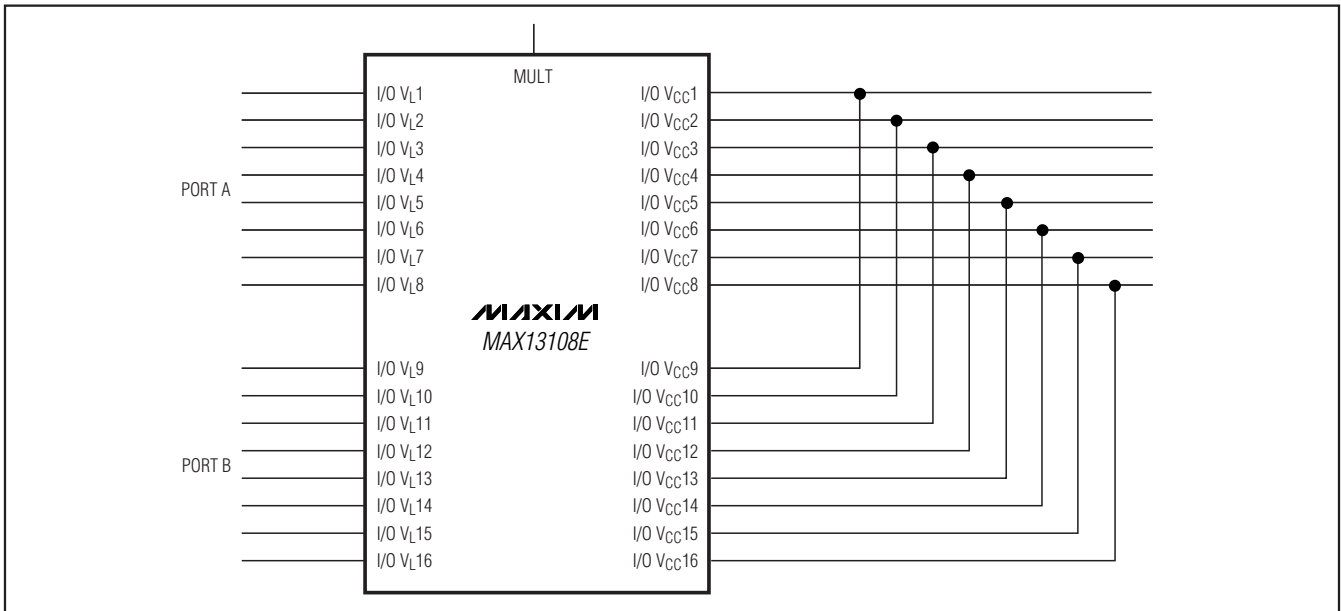 MULT
I/O VL1
I/O VL2
I/O VL3
I/O VL4
I/O VL5
I/O VL6
I/O VL7
I/O VL8
PORT A
I/O VL9
I/O VL10
I/O VL11
I/O VL12
I/O VL13
I/O VL14
I/O VL15
I/O VL16
PORT B
MAXIM
MAX13108E
I/O VCC1
I/O VCC2
I/O VCC3
I/O VCC4
I/O VCC5
I/O VCC6
I/O VCC7
I/O VCC8
I/O VCC9
I/O VCC10
I/O VCC11
I/O VCC12
I/O VCC13
I/O VCC14
I/O VCC15
I/O VCC16